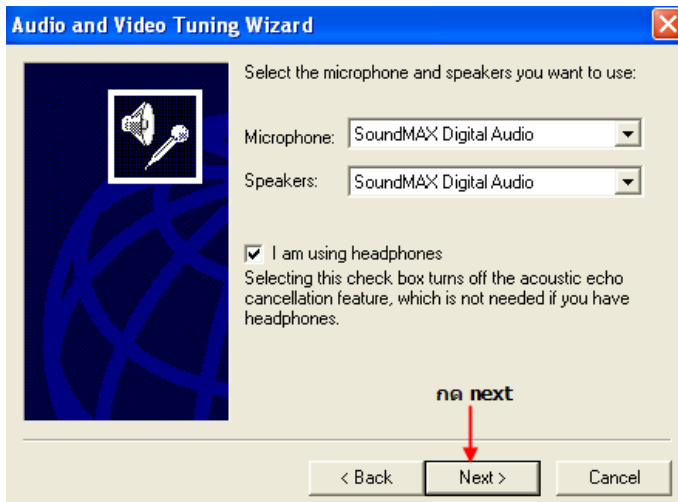 Audio and Video Tuning Wizard
Select the microphone and speakers you want to use:
Microphone: SoundMAX Digital Audio
Speakers: SoundMAX Digital Audio
I am using headphones
Selecting this check box turns off the acoustic echo
cancellation feature, which is not needed if you have
headphones.
กด next
< Back Next > Cancel